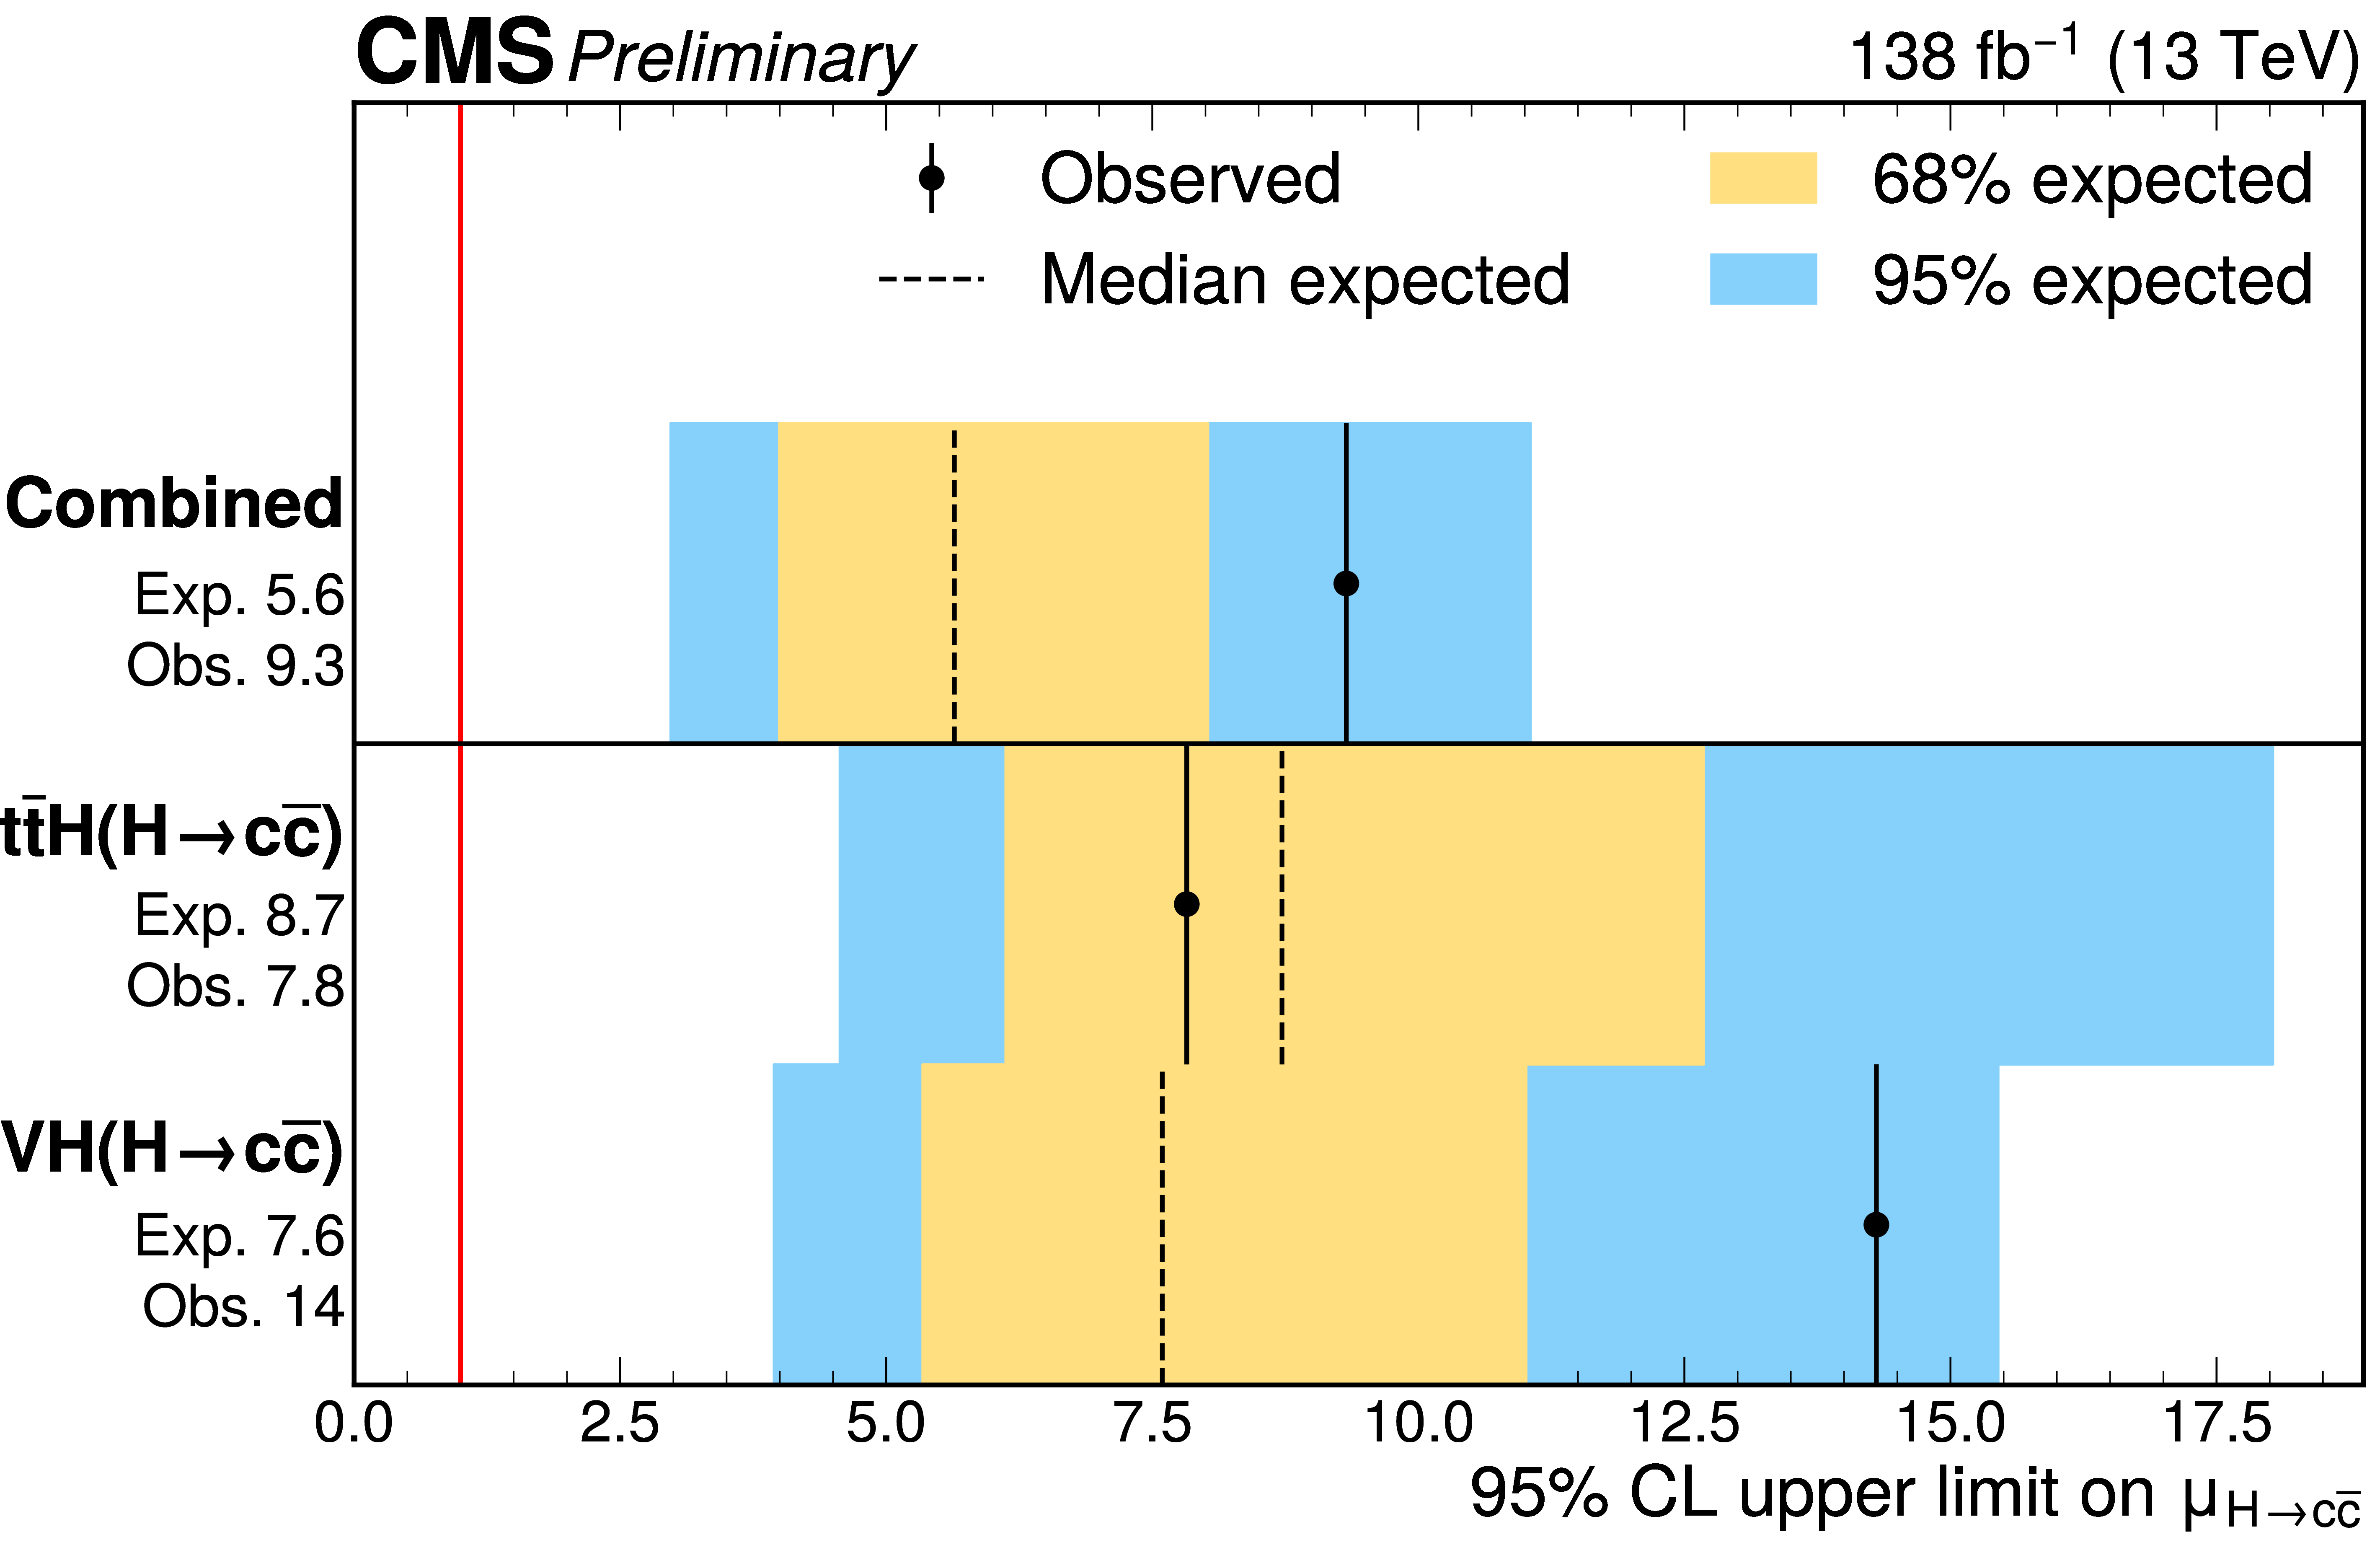 CMS Preliminary 138 fb⁻¹ (13 TeV)
Observed 68% expected
Median expected 95% expected
Combined
Exp. 5.6
Obs. 9.3
tt̅H(H→cc̅)
Exp. 8.7
Obs. 7.8
VH(H→cc̅)
Exp. 7.6
Obs. 14
0.0 2.5 5.0 7.5 10.0 12.5 15.0 17.5
95% CL upper limit on μ H→cc̅